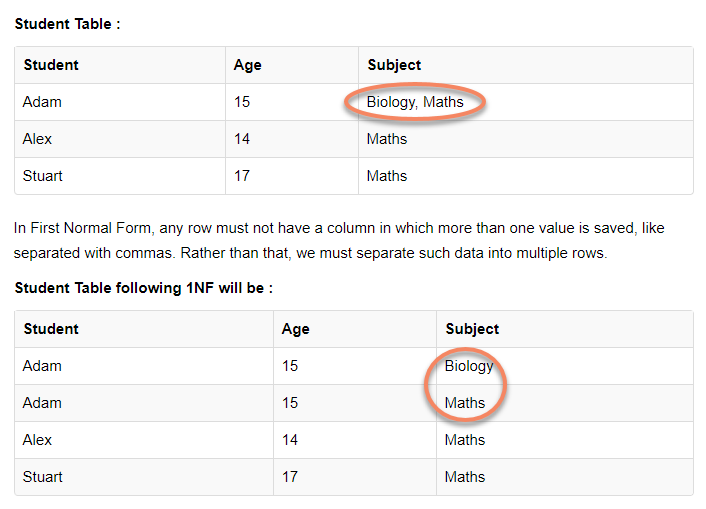 Student Table :
Student Age Subject
Adam 15 Biology, Maths
Alex 14 Maths
Stuart 17 Maths
In First Normal Form, any row must not have a column in which more than one value is saved, like
separated with commas. Rather than that, we must separate such data into multiple rows.
Student Table following 1NF will be :
Student Age Subject
Adam 15 Biology
Adam 15 Maths
Alex 14 Maths
Stuart 17 Maths